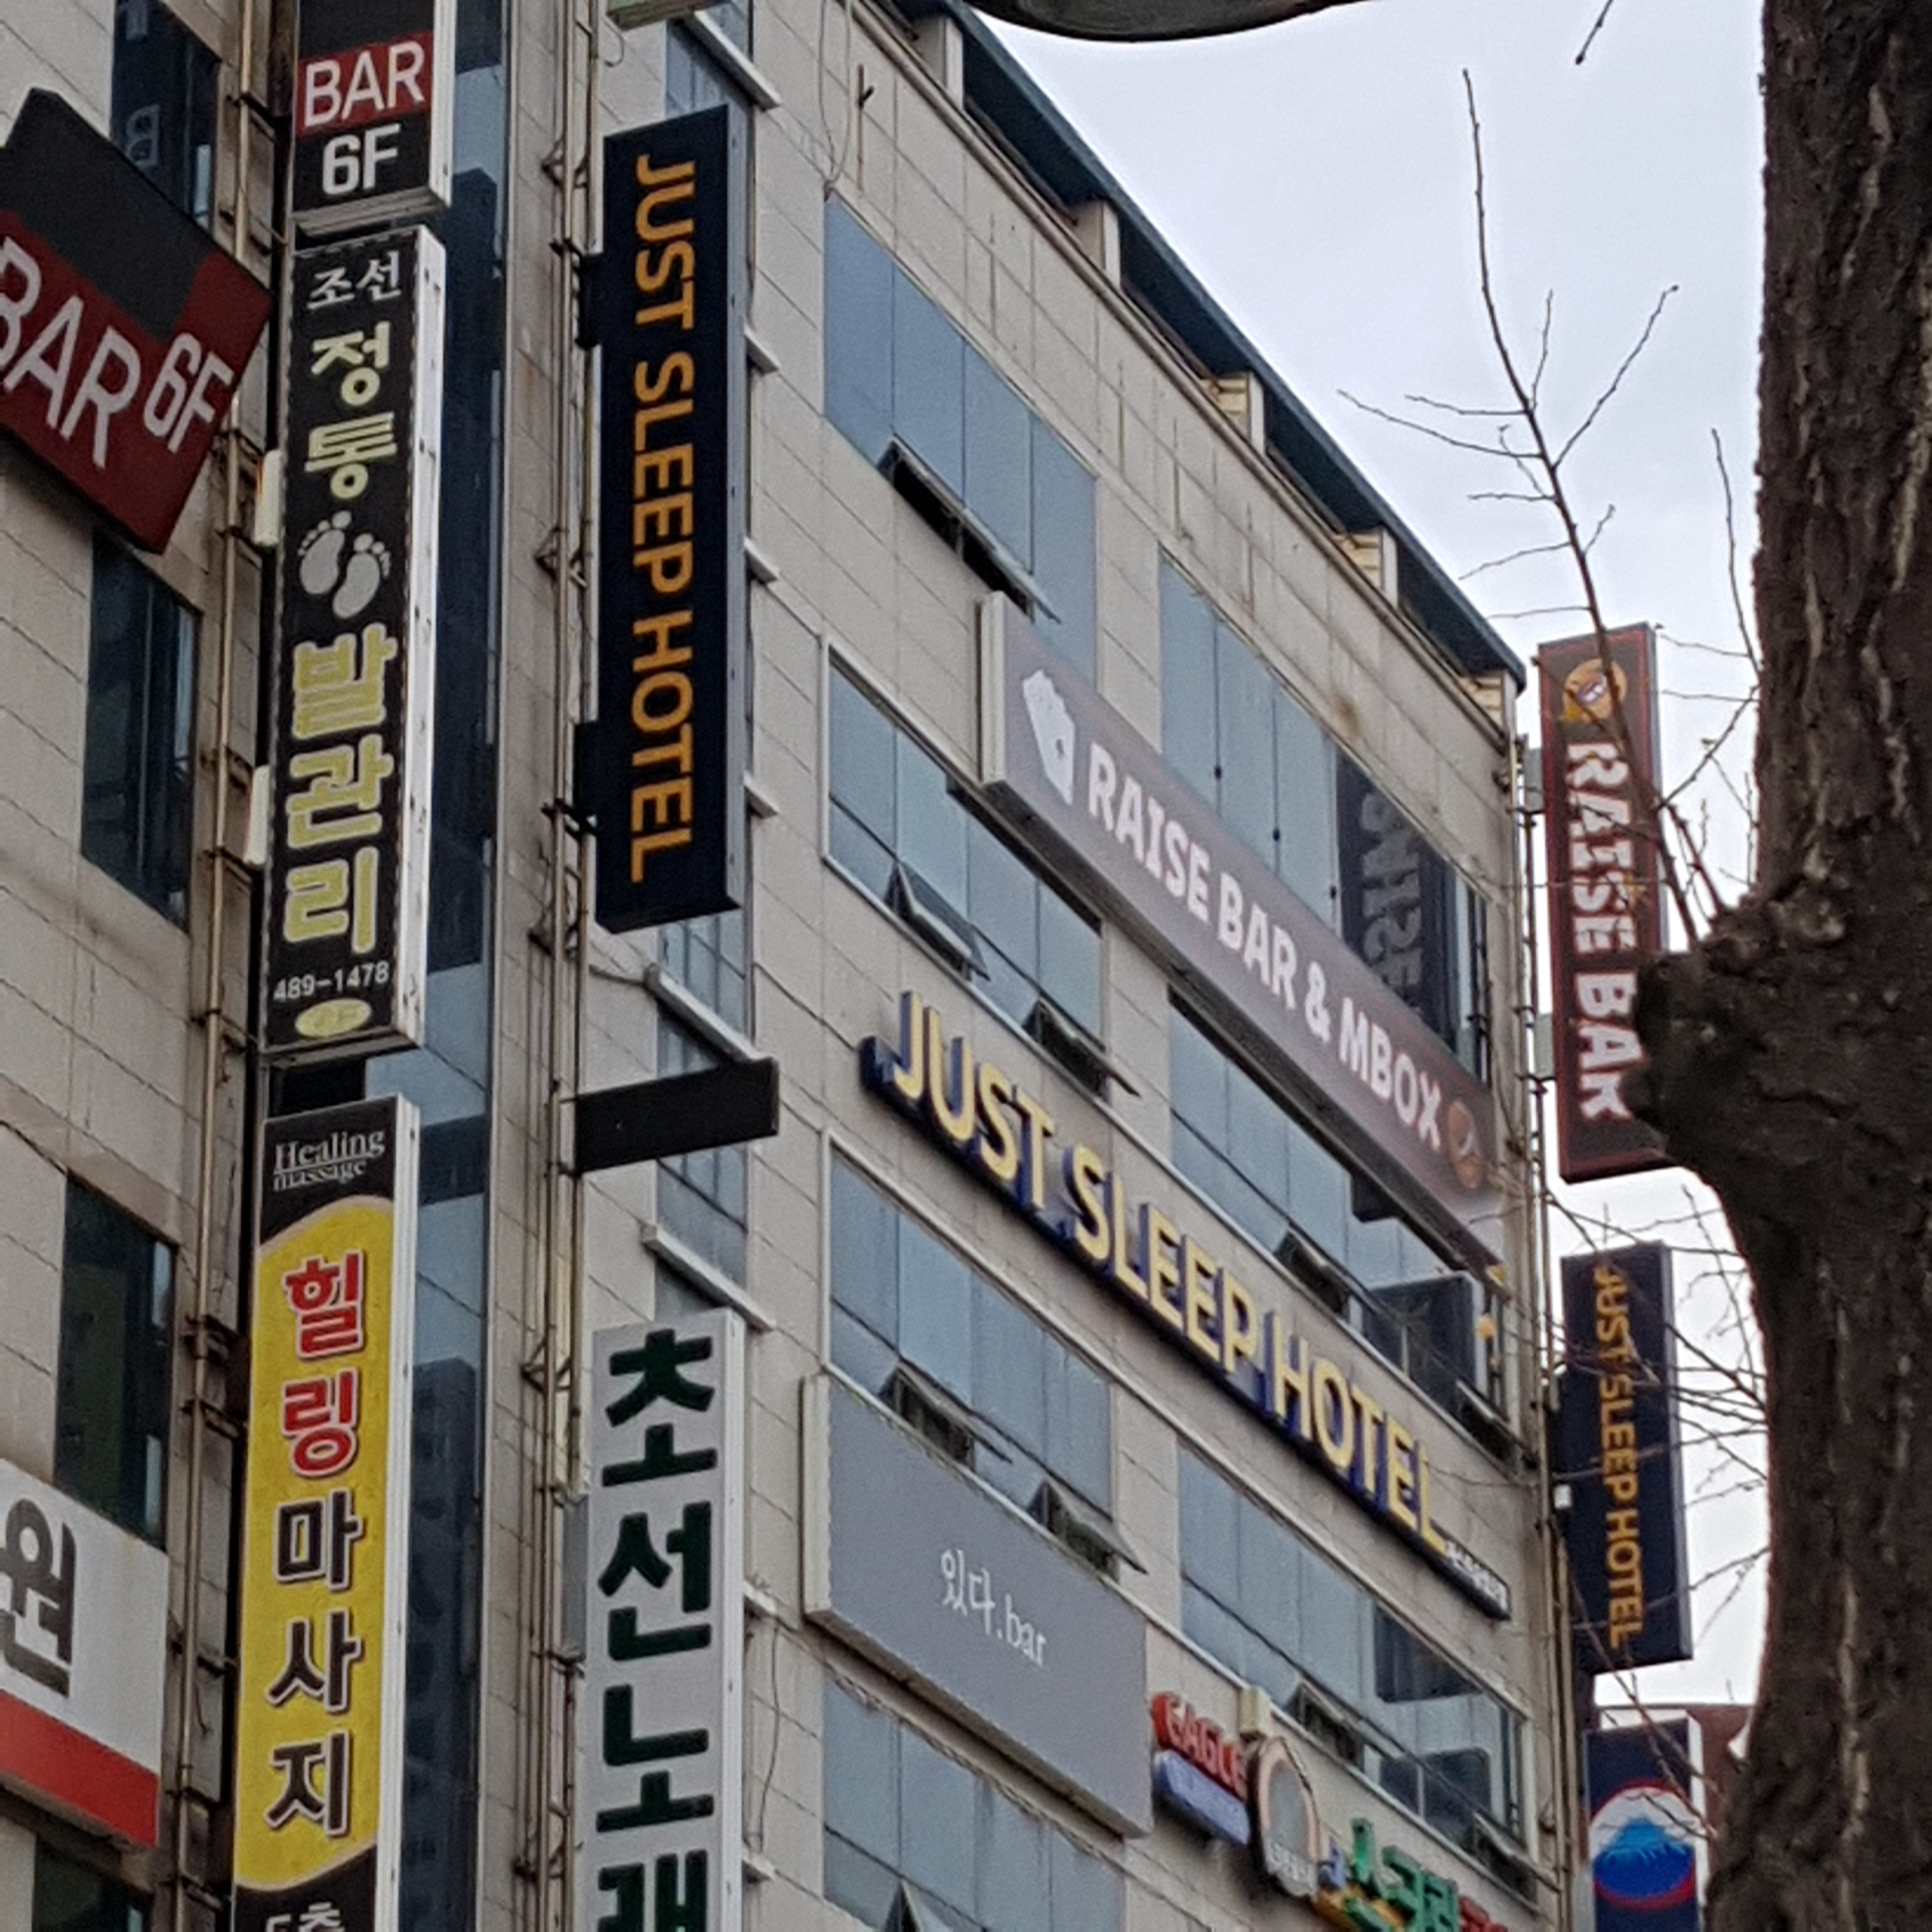 BAR
6F
BAR 6F
조선
정통
발관리
489-1478
Healing
massage
힐링마사지
원
JUST SLEEP HOTEL
초선노래
RAISE BAR & MBOX
JUST SLEEP HOTEL
있다.bar
EAGLE
RAISE BAR
JUST SLEEP HOTEL